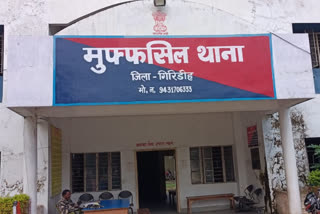 मुफ्फसिल थाना
जिला - गिरिडीह
मो. नं. 9431706333